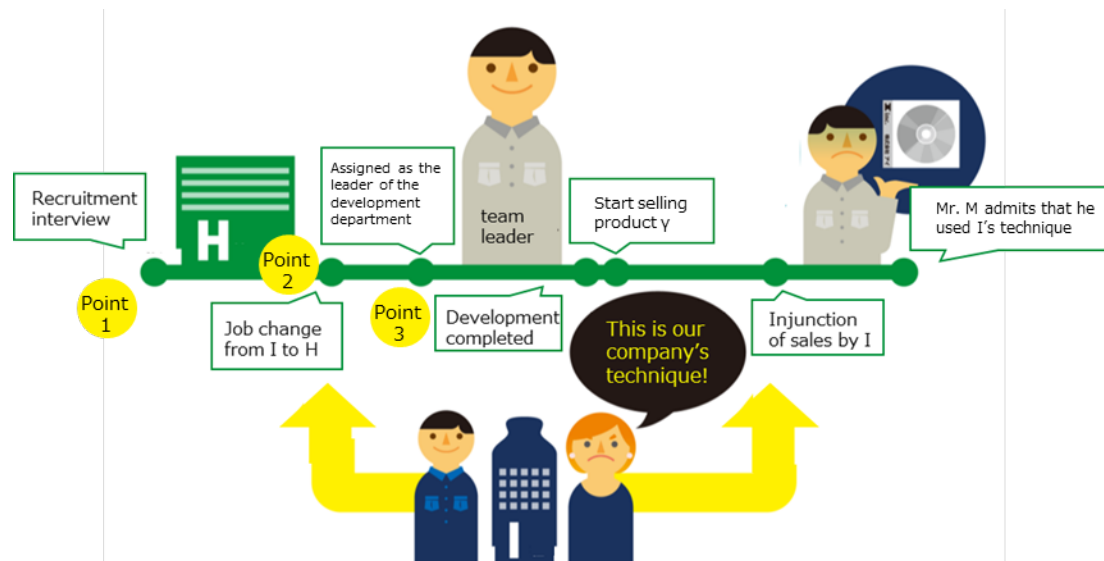 Recruitment
interview
Point
1
H
Point
2
Job change
from I to H
Assigned as the
leader of the
development
department
Point
3
team
leader
Development
completed
Start selling
product γ
This is our
company's
technique!
Injunction
of sales by I
Mr. M admits that he
used I's technique
I